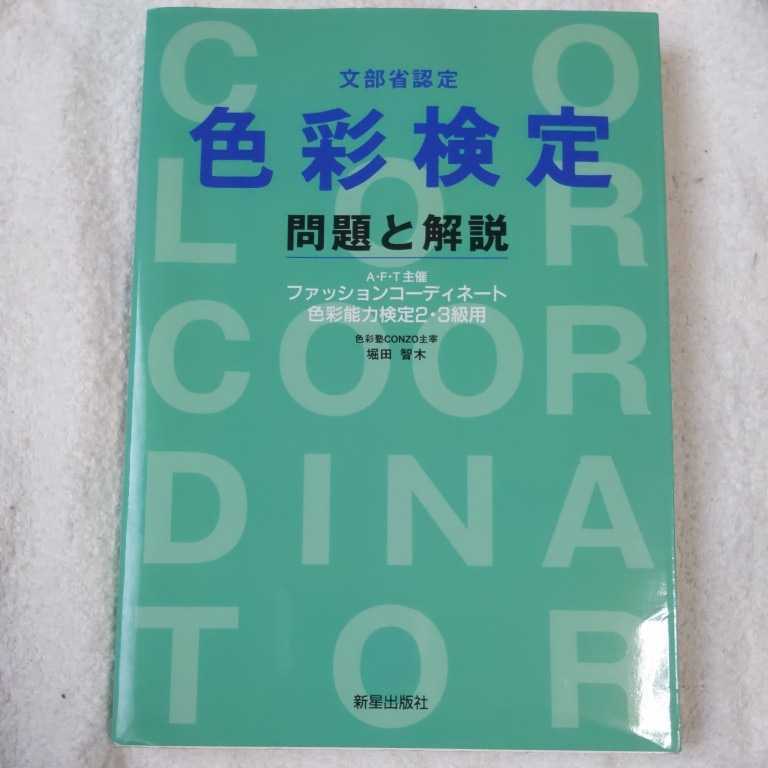 文部省認定
色彩検定
問題と解説
A・F・T主催
ファッションコーディネート
色彩能力検定2・3級用
色彩塾CONZO主宰
堀田 智木
C O
LOR
COOR
DINA
TOR
新星出版社